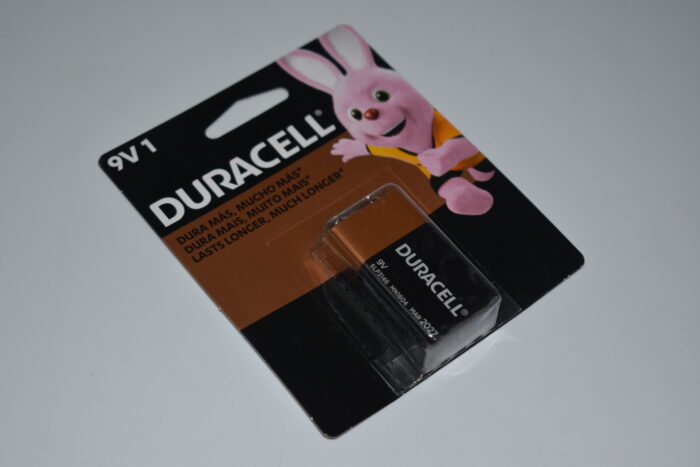 9V 1
DURACELL®
DURA MÁS, MUCHO MÁS*
DURA MAIS, MUITO MAIS*
LASTS LONGER, MUCH LONGER*
DURACELL®
9V
6LP3146 MN1604 MAR 2027